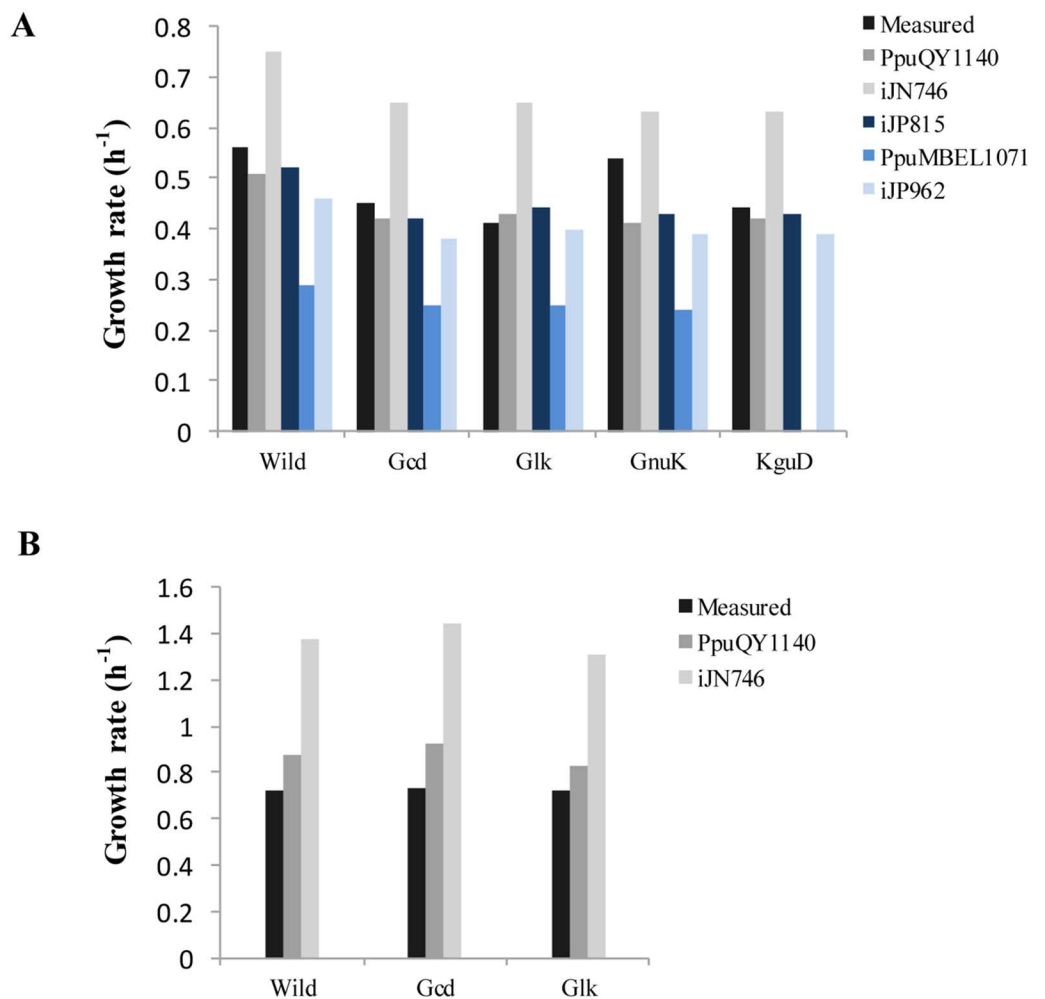 A
0.8
0.7
0.6
0.5
0.4
0.3
0.2
0.1
0
Growth rate (h-1)
Wild Gcd Glk GnuK KguD
Measured
PpuQY1140
iJN746
iJP815
PpuMBEL1071
iJP962
B
1.6
1.4
1.2
1
0.8
0.6
0.4
0.2
0
Growth rate (h-1)
Wild Gcd Glk
Measured
PpuQY1140
iJN746